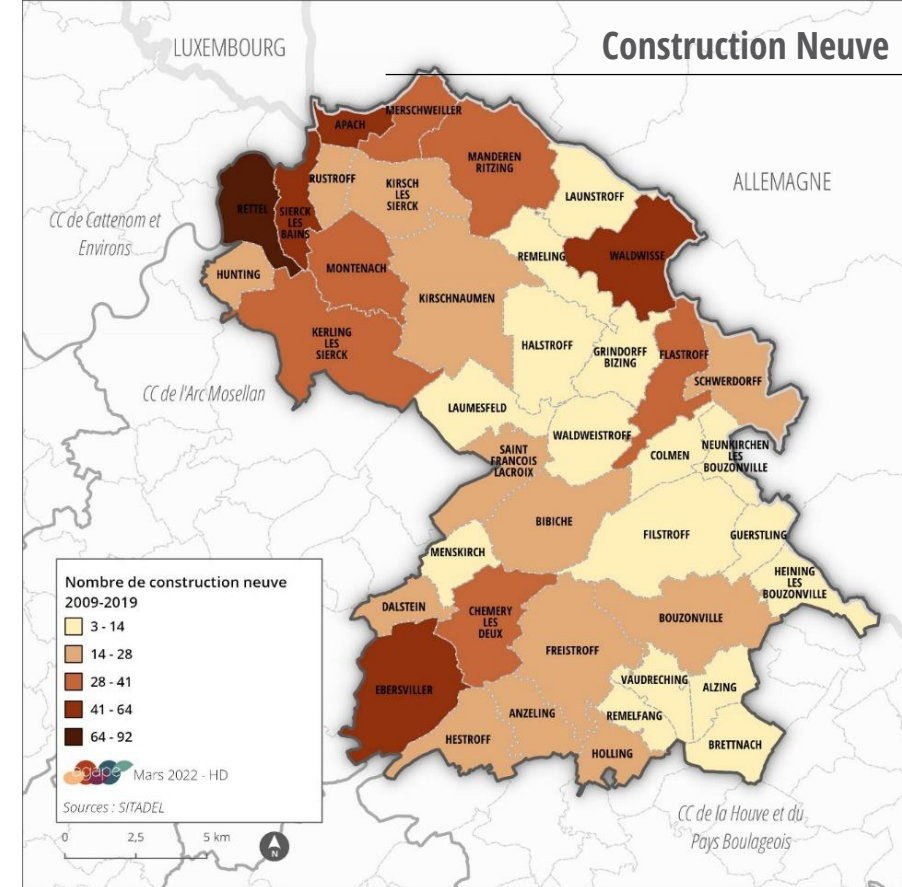 Construction Neuve
LUXEMBOURG
ALLEMAGNE
CC de Cattenom et
Environs
CC de l'Arc Mosellan
CC de la Houve et du
Pays Boulageois
MERSCHWEILLER
APACH
MANDEREN
RITZING
RUSTROFF
KIRSCH
LES
SIERCK
LAUNSTROFF
RETTEL
SIERCK
LES
BAINS
REMELING
WALDWISSE
HUNTING
MONTENACH
KIRSCHNAUMEN
KERLING
LES
SIERCK
HALSTROFF
GRINDORFF
BIZING
FLASTROFF
SCHWERDORFF
LAUMESFELD
WALDWEISTROFF
SAINT
FRANCOIS
LACROIX
COLMEN
NEUNKIRCHEN
LES
BOUZONVILLE
BIBICHE
FILSTROFF
GUERSTLING
MENSKIRCH
HEINING
LES
BOUZONVILLE
DALSTEIN
CHEMERY
LES
DEUX
BOUZONVILLE
FREISTROFF
VAUDRECHING
ALZING
EBERSVILLER
ANZELING
REMELFANG
HESTROFF
HOLLING
BRETTNACH
Nombre de construction neuve
2009-2019
3 - 14
14 - 28
28 - 41
41 - 64
64 - 92
agape
Mars 2022 - HD
Sources : SITADEL
0 2,5 5 km
N